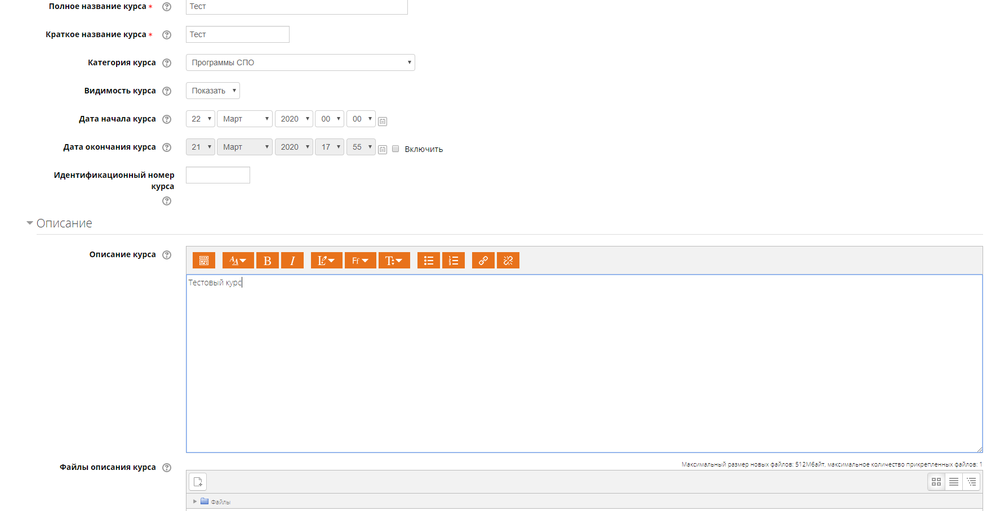 Полное название курса * Тест
Краткое название курса * Тест
Категория курса Программы СПО
Видимость курса Показать
Дата начала курса 22 Март 2020 00 00
Дата окончания курса 21 Март 2020 17 55 Включить
Идентификационный номер
курса
Описание
Описание курса
Тестовый курс
Файлы описания курса
Максимальный размер новых файлов: 512Мбайт, максимальное количество прикрепленных файлов: 1
Файлы